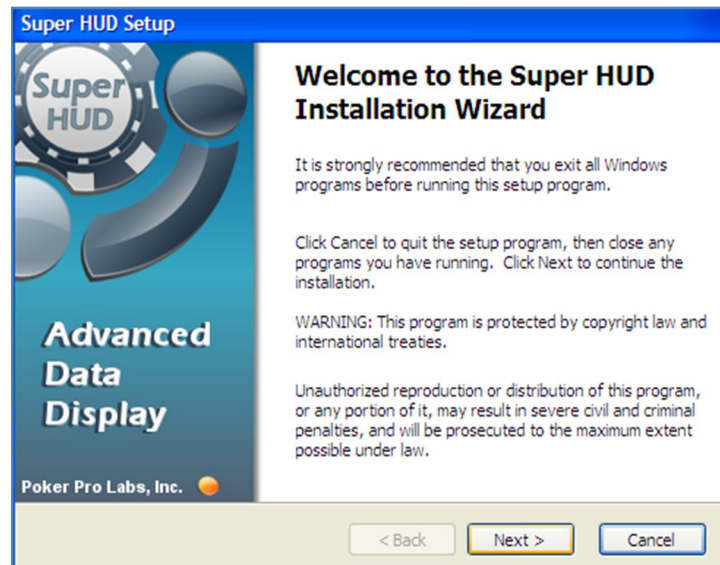 Super HUD Setup
Super
HUD
Advanced
Data
Display
Poker Pro Labs, Inc.
Welcome to the Super HUD
Installation Wizard
It is strongly recommended that you exit all Windows
programs before running this setup program.
Click Cancel to quit the setup program, then close any
programs you have running.  Click Next to continue the
installation.
WARNING: This program is protected by copyright law and
international treaties.
Unauthorized reproduction or distribution of this program,
or any portion of it, may result in severe civil and criminal
penalties, and will be prosecuted to the maximum extent
possible under law.
< Back
Next >
Cancel